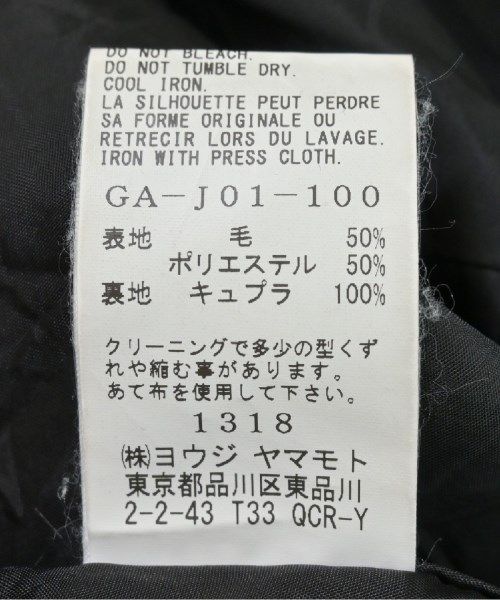 DO NOT BLEACH.
DO NOT TUMBLE DRY.
COOL IRON.
LA SILHOUETTE PEUT PERDRE
SA FORME ORIGINALE OU
RETRECIR LORS DU LAVAGE.
IRON WITH PRESS CLOTH.
GA-J01-100
表地 毛 50%
ポリエステル 50%
裏地 キュプラ 100%
クリーニングで多少の型くず
れや縮む事があります。
あて布を使用して下さい。
1318
㈱ヨウジ ヤマモト
東京都品川区東品川
2-2-43 T33 QCR-Y